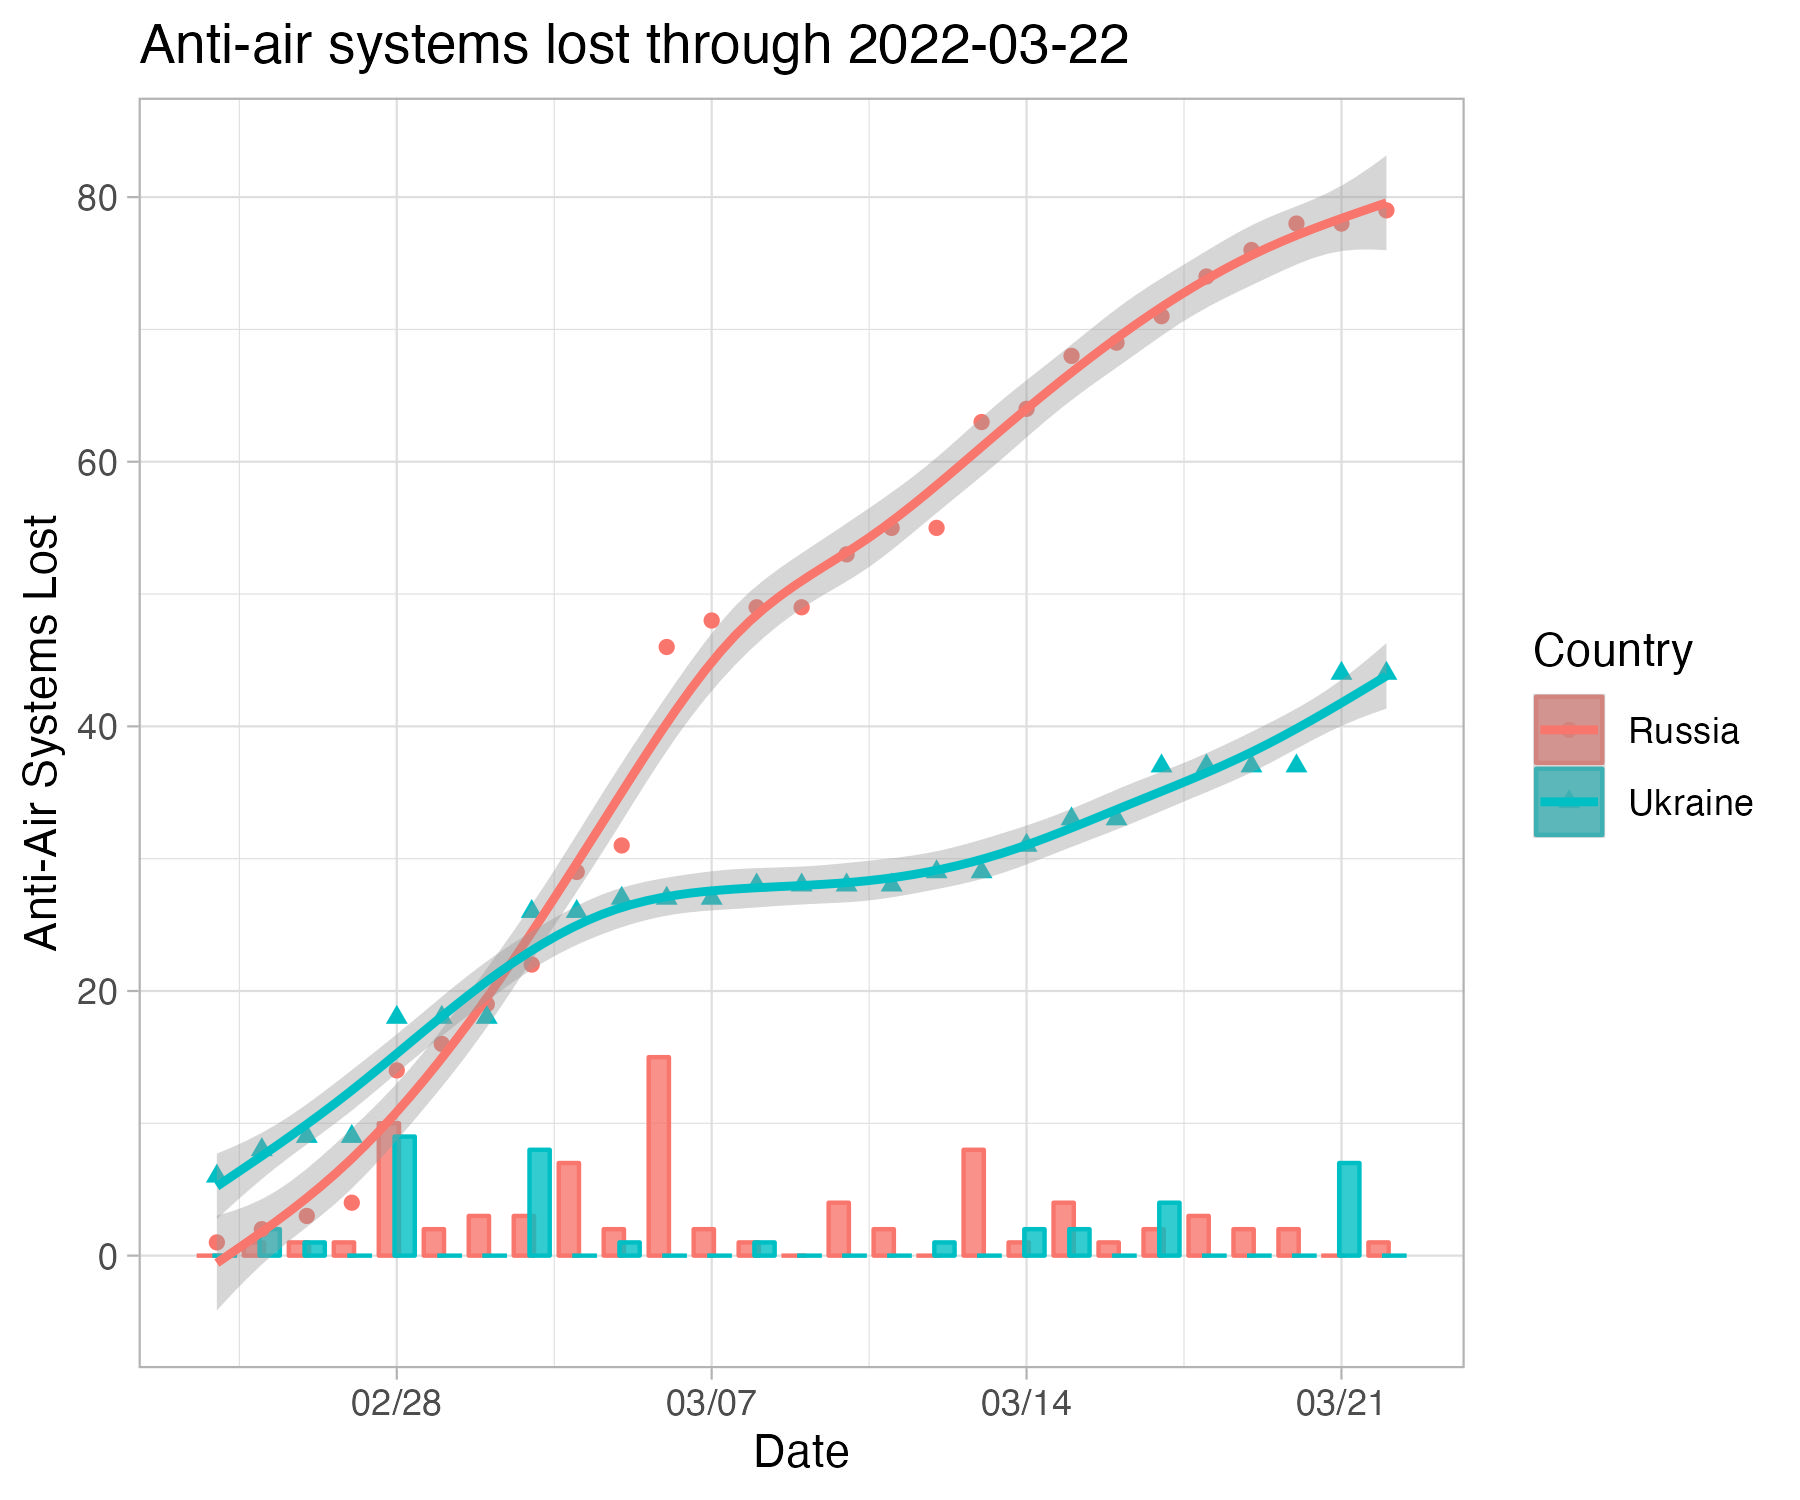 Anti-air systems lost through 2022-03-22
Anti-Air Systems Lost
80
60
40
20
0
02/28
03/07
03/14
03/21
Date
Country
Russia
Ukraine